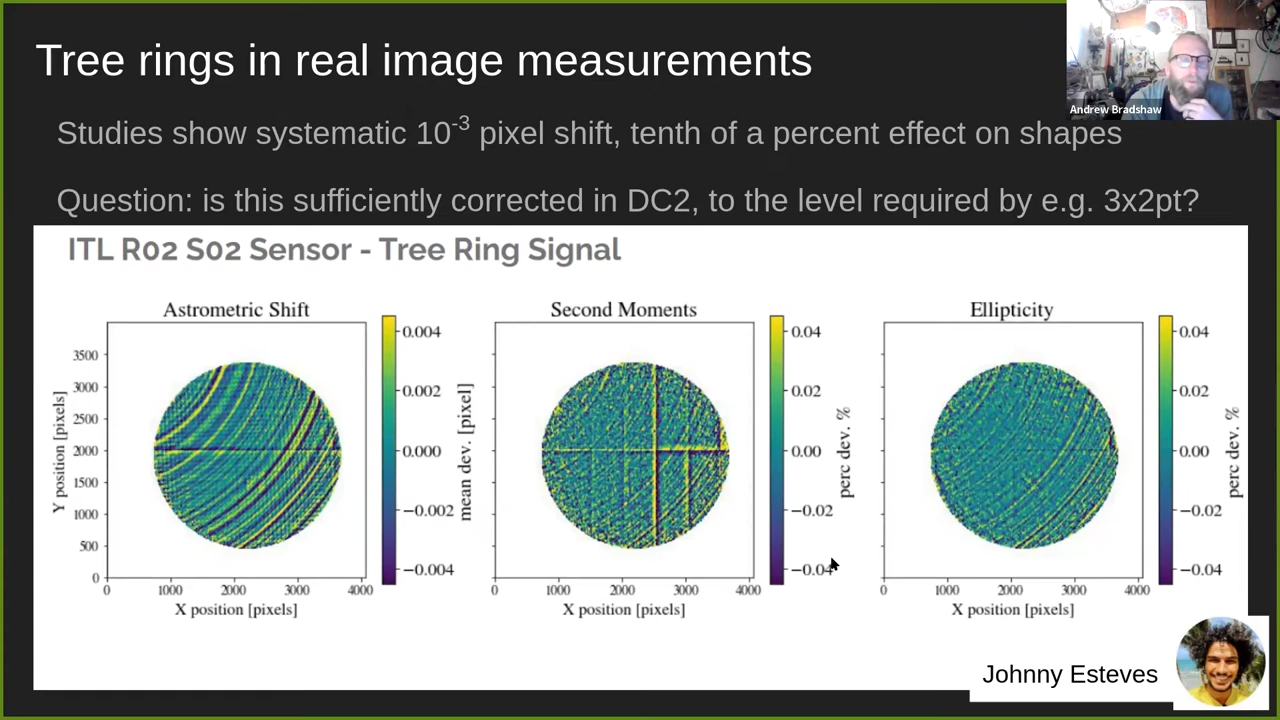 Tree rings in real image measurements
Andrew Bradshaw
Studies show systematic 10⁻³ pixel shift, tenth of a percent effect on shapes
Question: is this sufficiently corrected in DC2, to the level required by e.g. 3x2pt?
ITL R02 S02 Sensor - Tree Ring Signal
Astrometric Shift
Y position [pixels]
3500
3000
2500
2000
1500
1000
500
0
0 1000 2000 3000 4000
X position [pixels]
0.004
0.002
0.000
−0.002
−0.004
mean dev. [pixel]
Second Moments
0 1000 2000 3000 4000
X position [pixels]
0.04
0.02
0.00
−0.02
−0.04
perc dev. %
Ellipticity
0 1000 2000 3000 4000
X position [pixels]
0.04
0.02
0.00
−0.02
−0.04
perc dev. %
Johnny Esteves